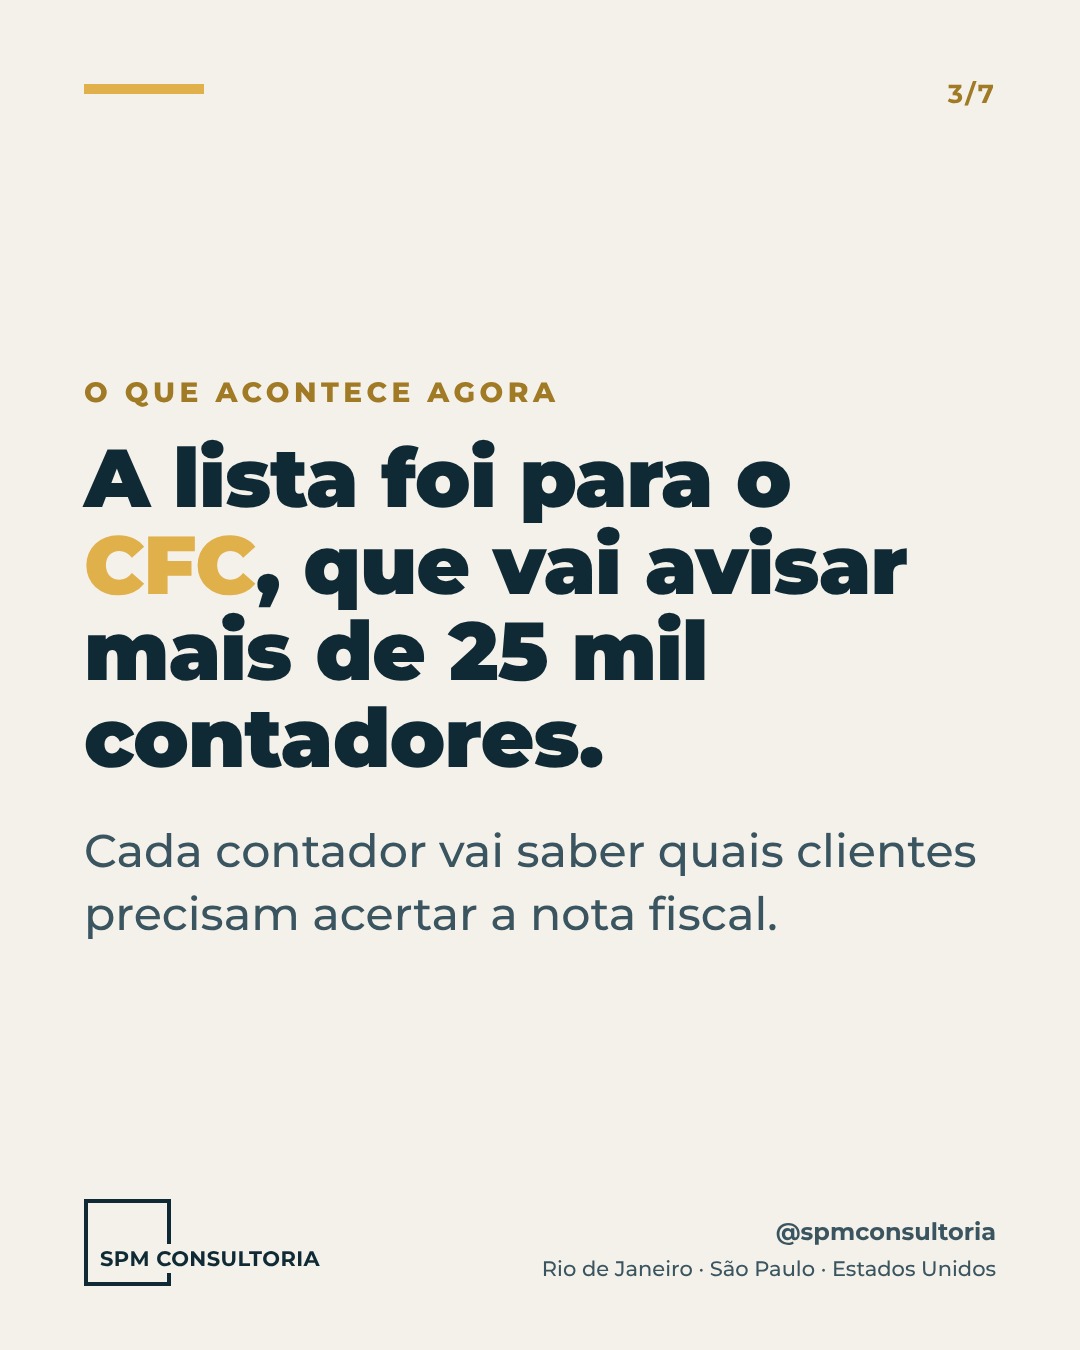 3/7
O QUE ACONTECE AGORA
A lista foi para o
CFC, que vai avisar
mais de 25 mil
contadores.
Cada contador vai saber quais clientes
precisam acertar a nota fiscal.
SPM CONSULTORIA
@spmconsultoria
Rio de Janeiro · São Paulo · Estados Unidos